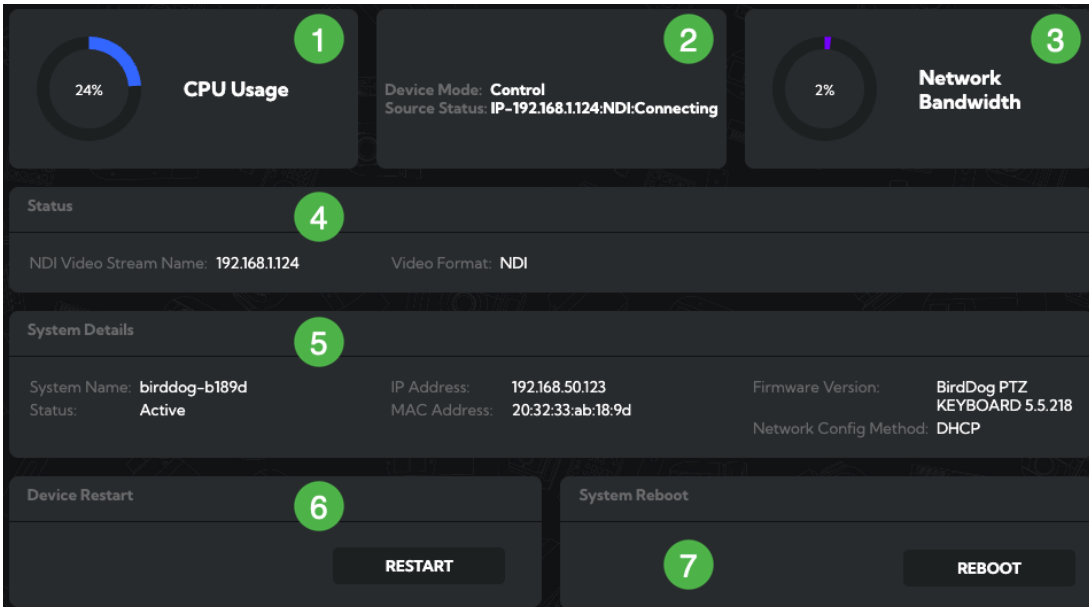 1
24%
CPU Usage
2
Device Mode: Control
Source Status: IP-192.168.1.124:NDI:Connecting
3
2%
Network
Bandwidth
Status
4
NDI Video Stream Name: 192.168.1.124
Video Format: NDI
System Details
5
System Name: birddog-b189d
Status: Active
IP Address: 192.168.50.123
MAC Address: 20:32:33:ab:18:9d
Firmware Version: BirdDog PTZ
KEYBOARD 5.5.218
Network Config Method: DHCP
Device Restart
6
RESTART
System Reboot
7
REBOOT